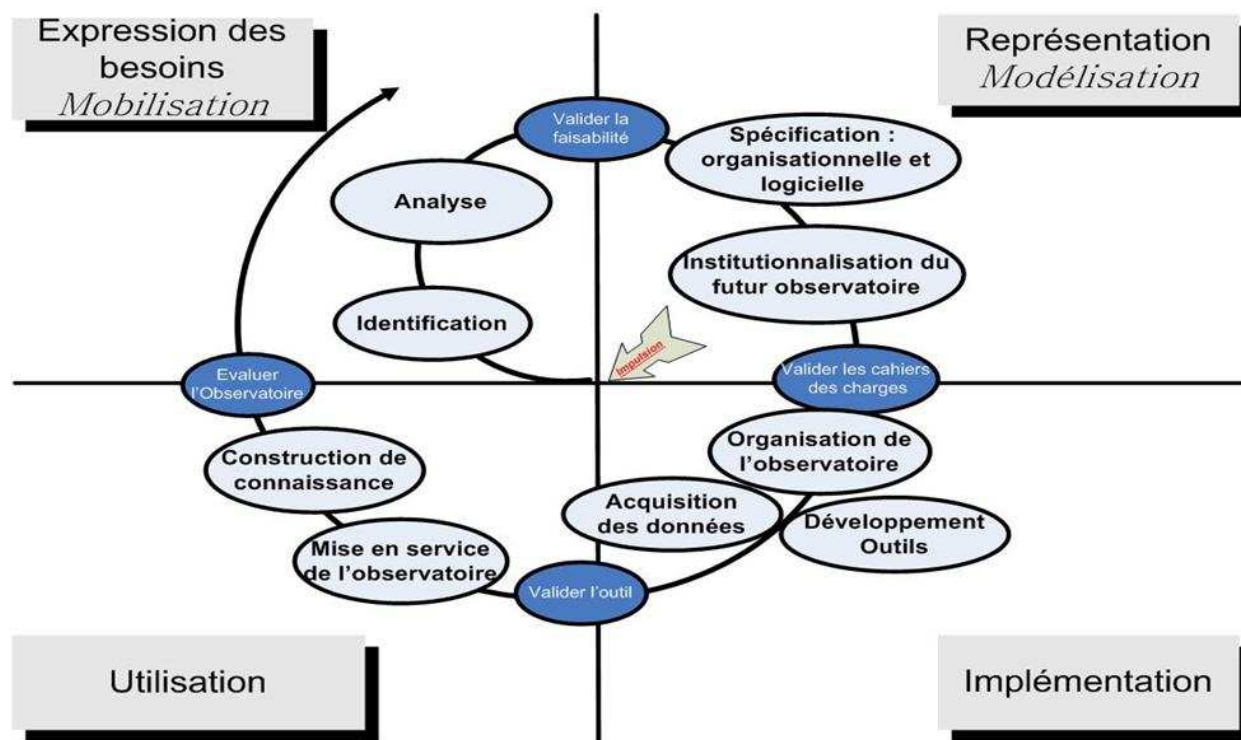 Expression des
besoins
Mobilisation
Représentation
Modélisation
Valider la
faisabilité
Spécification :
organisationnelle et
logicielle
Analyse
Institutionnalisation du
futur observatoire
Identification
Impulsion
Evaluer
l'Observatoire
Valider les cahiers
des charges
Organisation de
l'observatoire
Construction de
connaissance
Acquisition
des données
Développement
Outils
Mise en service
de l'observatoire
Valider l'outil
Utilisation
Implémentation